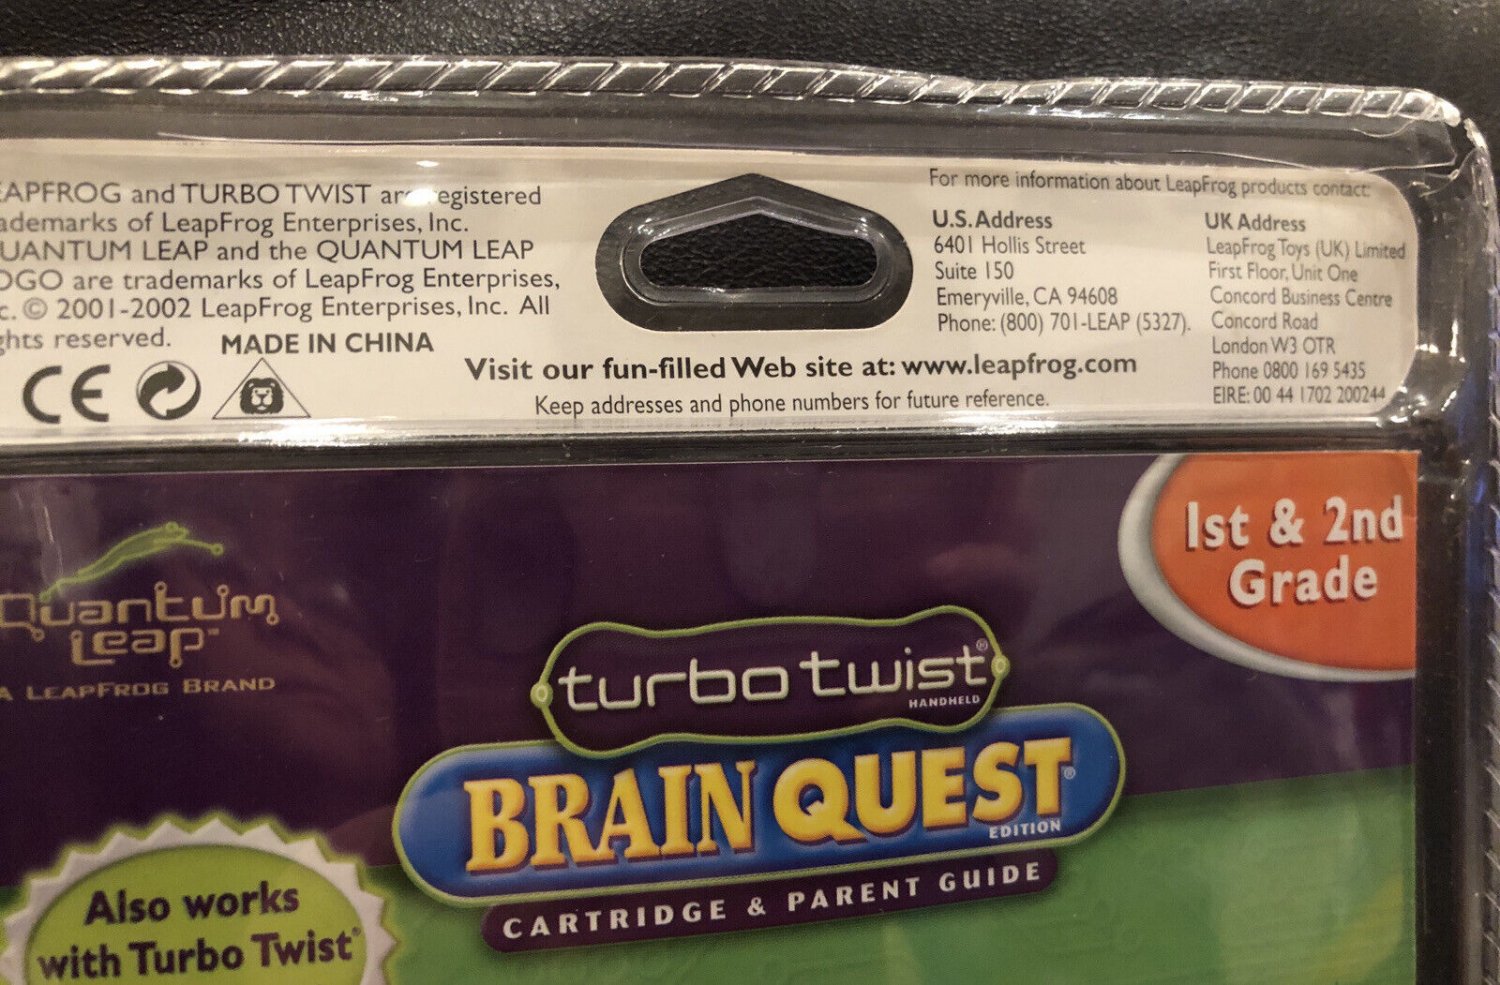 EAPFROG and TURBO TWIST are registered
ademarks of LeapFrog Enterprises, Inc.
UANTUM LEAP and the QUANTUM LEAP
OGO are trademarks of LeapFrog Enterprises,
c. © 2001-2002 LeapFrog Enterprises, Inc. All
ghts reserved. MADE IN CHINA
CE
For more information about LeapFrog products contact:
U.S. Address
6401 Hollis Street
Suite 150
Emeryville, CA 94608
Phone: (800) 701-LEAP (5327).
UK Address
LeapFrog Toys (UK) Limited
First Floor, Unit One
Concord Business Centre
Concord Road
London W3 OTR
Phone 0800 169 5435
EIRE: 00 44 1702 200244
Visit our fun-filled Web site at: www.leapfrog.com
Keep addresses and phone numbers for future reference.
1st & 2nd
Grade
Quantum
Leap™
A LEAPFROG BRAND
turbo twist®
HANDHELD
BRAIN QUEST®
EDITION
CARTRIDGE & PARENT GUIDE
Also works
with Turbo Twist®